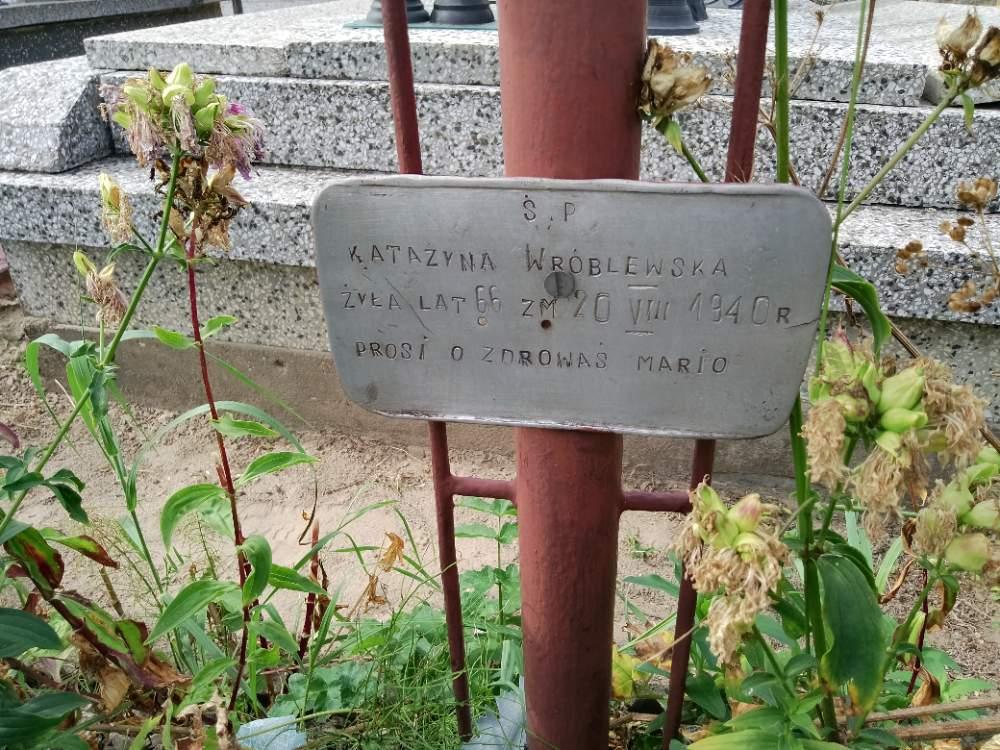 Ś. P.
KATAZYNA WRÓBLEWSKA
ŻYŁA LAT 66 ZM 20 VIII 1940 R
PROSI O ZDROWAŚ MARIO